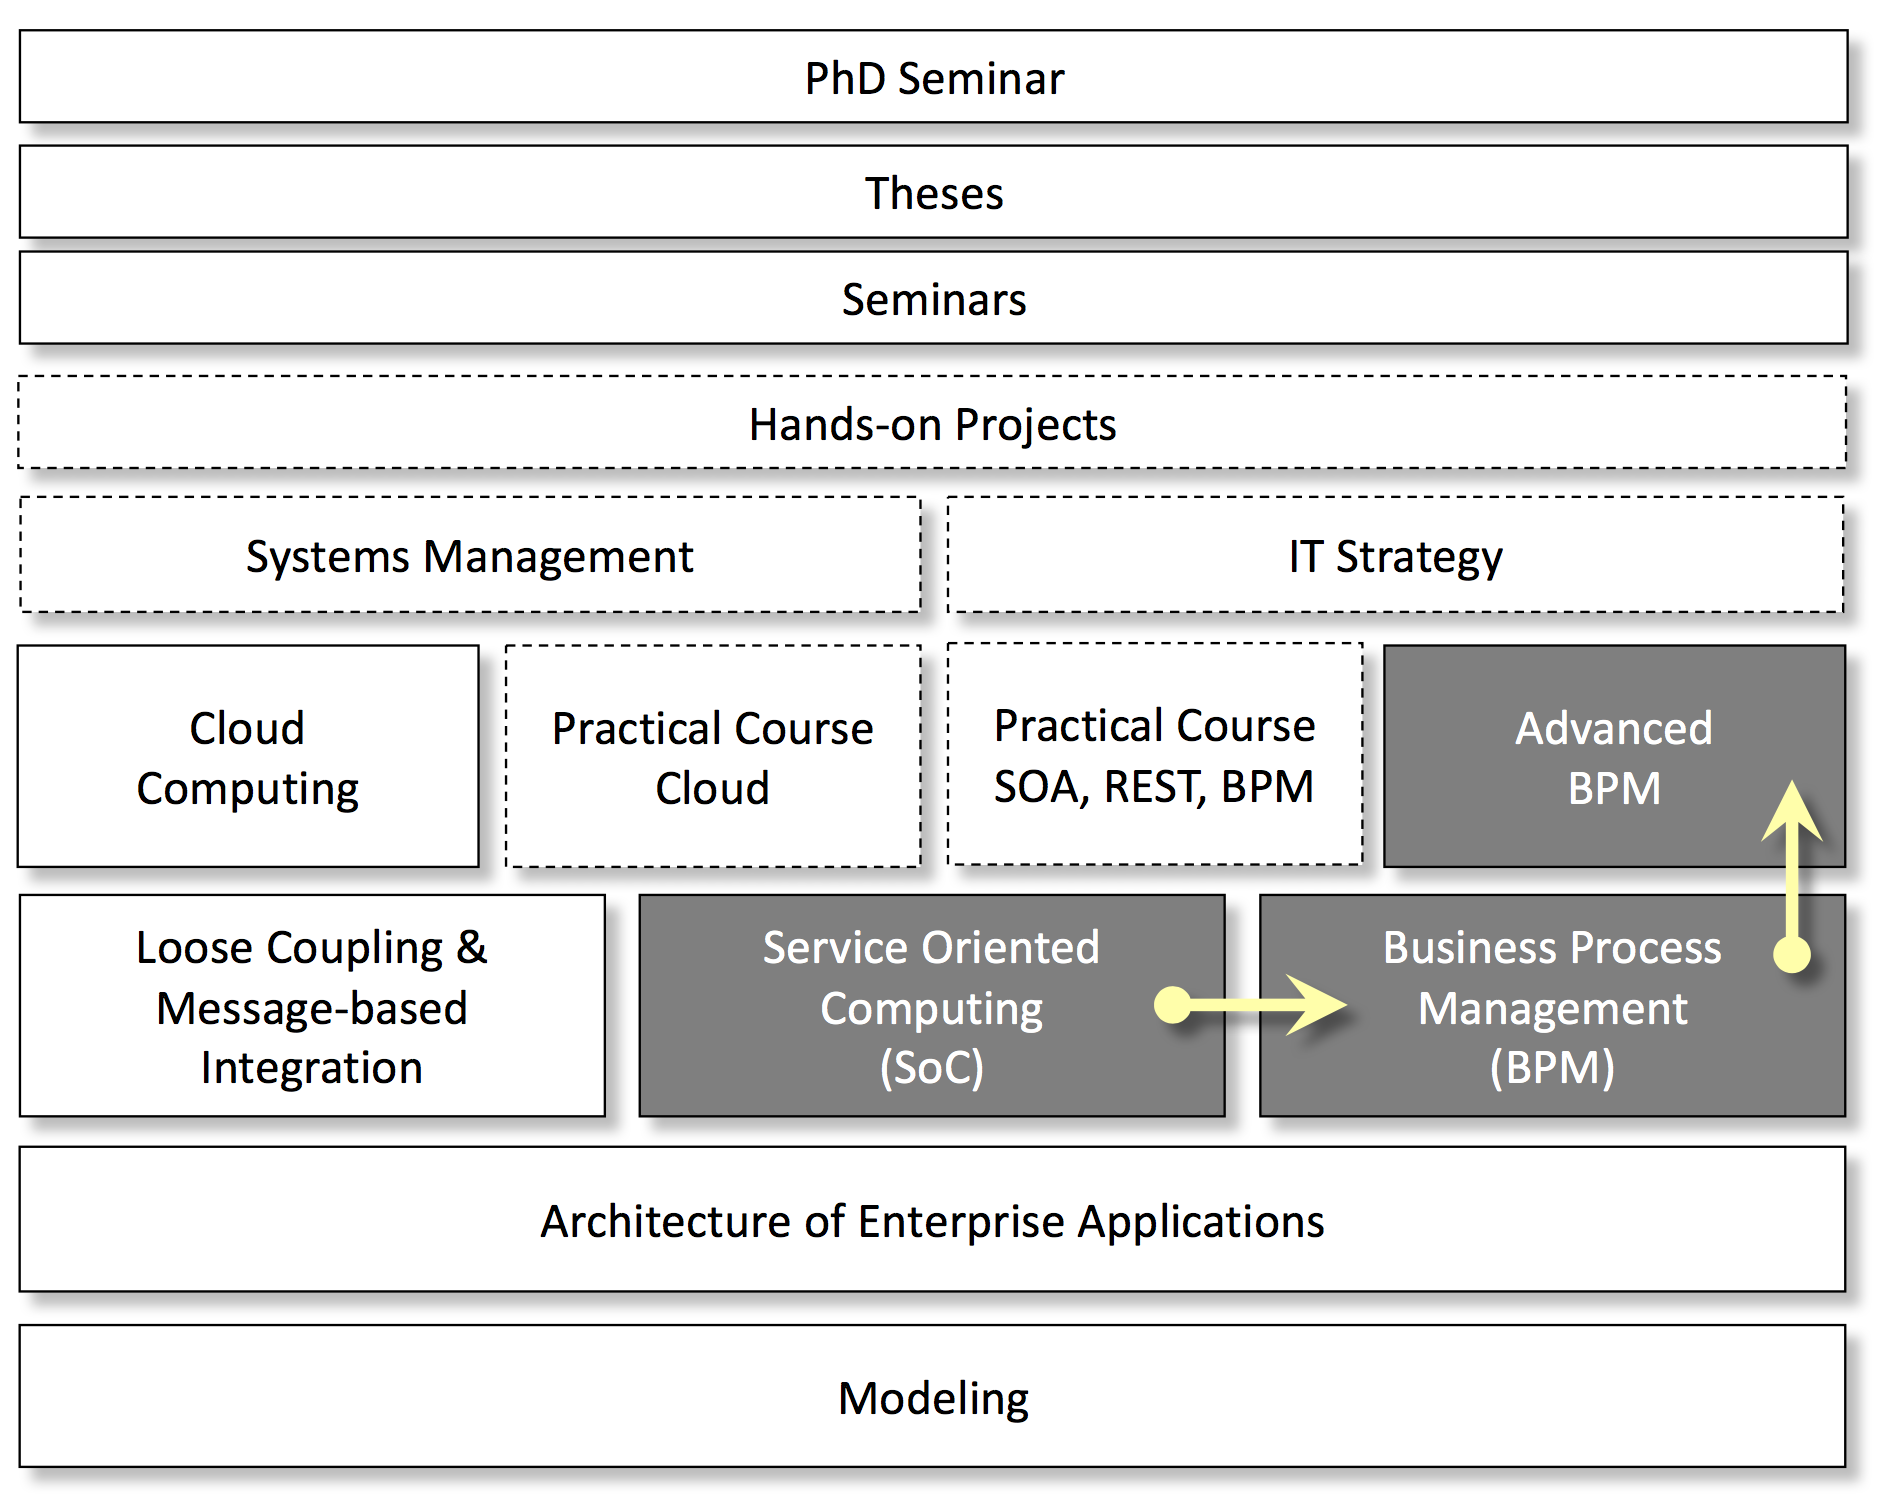 PhD Seminar
Theses
Seminars
Hands-on Projects
Systems Management
IT Strategy
Cloud
Computing
Practical Course
Cloud
Practical Course
SOA, REST, BPM
Advanced
BPM
Loose Coupling &
Message-based
Integration
Service Oriented
Computing
(SoC)
Business Process
Management
(BPM)
Architecture of Enterprise Applications
Modeling